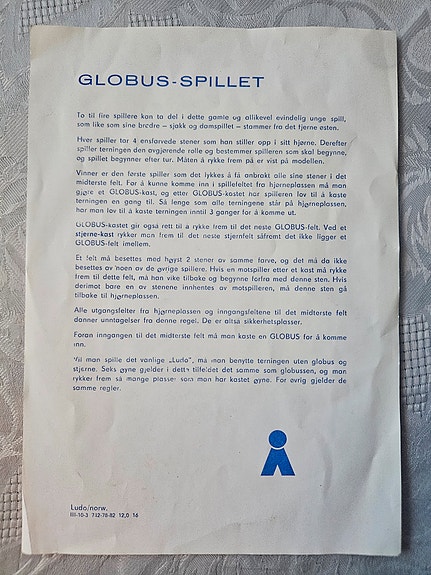 GLOBUS-SPILLET
To til fire spillere kan ta del i dette gamle og allikevel evindelig unge spill,
som like som sine brødre – sjakk og damspillet – stammer fra det fjerne østen.
Hver spiller tar 4 ensfarvede stener som han stiller opp i sitt hjørne. Derefter
spiller terningen den avgjørende rolle og bestemmer spilleren som skal begynne,
og spillet begynner efter tur. Måten å rykke frem på er vist på modellen.
Vinner er den første spiller som det lykkes å få anbrakt alle sine stener i det
midterste felt. For å kunne komme inn i spillefeltet fra hjørneplassen må man
gjøre et GLOBUS-kast, og etter GLOBUS-kastet har spilleren lov til å kaste
terningen en gang til. Så lenge som alle terningene står på hjørneplassen,
har man lov til å kaste terningen inntil 3 ganger for å komme ut.
GLOBUS-kastet gir også rett til å rykke frem til det neste GLOBUS-felt. Ved et
stjerne-kast rykker man frem til det neste stjernfelt såfremt det ikke ligger et
GLOBUS-felt imellem.
Et felt må besettes med høyst 2 stener av samme farve, og det må da ikke
besettes av noen av de øvrige spillere. Hvis en motspiller etter et kast må rykke
frem til dette felt, må han vike tilbake og begynne forfra med denne sten. Hvis
derimot bare en av stenene innhentes av motspilleren, må denne sten gå
tilbake til hjørneplassen.
Alle utgangsfelter fra hjørneplassen og inngangsfeltene til det midterste felt
danner unntagelser fra denne regel. De er altså sikkerhetsplasser.
Foran inngangen til det midterste felt må man kaste en GLOBUS for å komme
inn.
Vil man spille det vanlige „Ludo", må man benytte terningen uten globus og
stjerne. Seks øyne gjelder i dette tilfeldet det samme som globussen, og man
rykker frem så mange plasser som man har kastet øyne. For øvrig gjelder de
samme regler.
Ludo/norw.
III-10-3 712-78-82 12,0 16